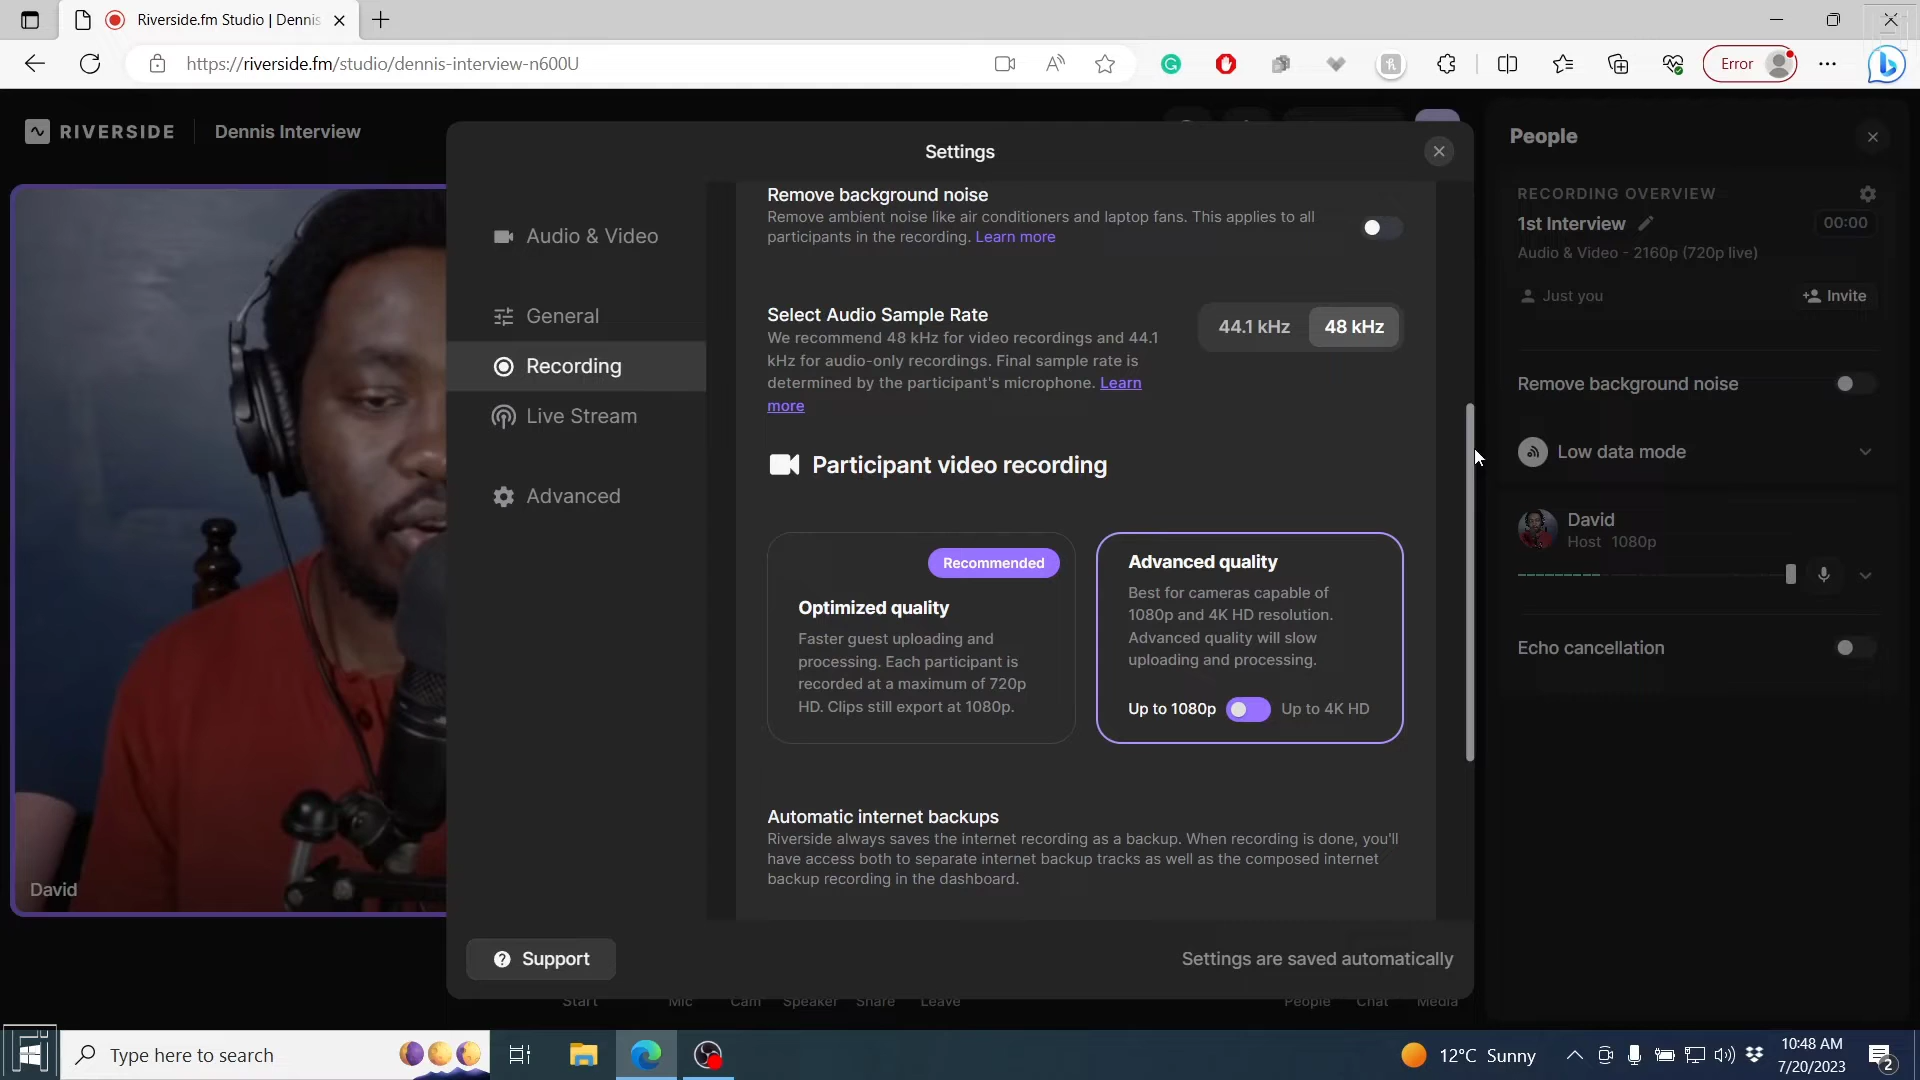 Riverside.fm Studio | Dennis
https://riverside.fm/studio/dennis-interview-n600U
Error
RIVERSIDE
Dennis Interview
David
Settings
Audio & Video
General
Recording
Live Stream
Advanced
Remove background noise
Remove ambient noise like air conditioners and laptop fans. This applies to all
participants in the recording. Learn more
Select Audio Sample Rate
We recommend 48 kHz for video recordings and 44.1
kHz for audio-only recordings. Final sample rate is
determined by the participant's microphone. Learn
more
44.1 kHz
48 kHz
Participant video recording
Recommended
Optimized quality
Faster guest uploading and
processing. Each participant is
recorded at a maximum of 720p
HD. Clips still export at 1080p.
Advanced quality
Best for cameras capable of
1080p and 4K HD resolution.
Advanced quality will slow
uploading and processing.
Up to 1080p
Up to 4K HD
Automatic internet backups
Riverside always saves the internet recording as a backup. When recording is done, you'll
have access both to separate internet backup tracks as well as the composed internet
backup recording in the dashboard.
Support
Settings are saved automatically
Start
Mic
Cam
Speaker
Share
Leave
People
Chat
Media
People
RECORDING OVERVIEW
1st Interview
00:00
Audio & Video - 2160p (720p live)
Just you
Invite
Remove background noise
Low data mode
David
Host 1080p
Echo cancellation
Type here to search
12°C Sunny
10:48 AM
7/20/2023
2